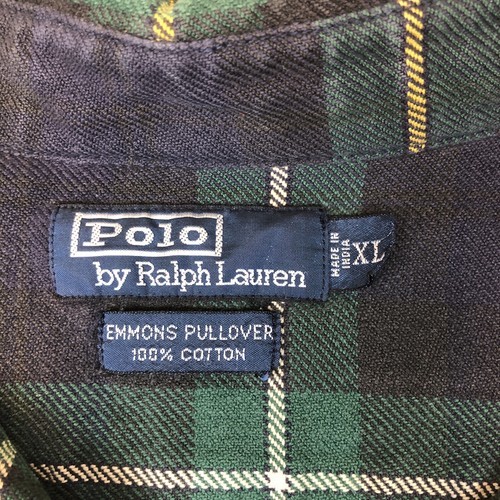 Polo
by Ralph Lauren
MADE IN
INDIA
XL
EMMONS PULLOVER
100% COTTON